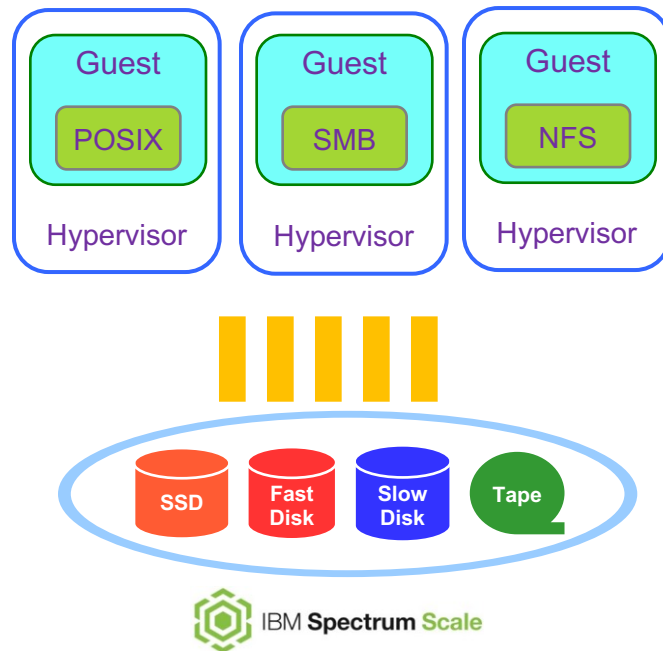 Guest
Guest
Guest
POSIX
SMB
NFS
Hypervisor
Hypervisor
Hypervisor
SSD
Fast
Disk
Slow
Disk
Tape
IBM Spectrum Scale